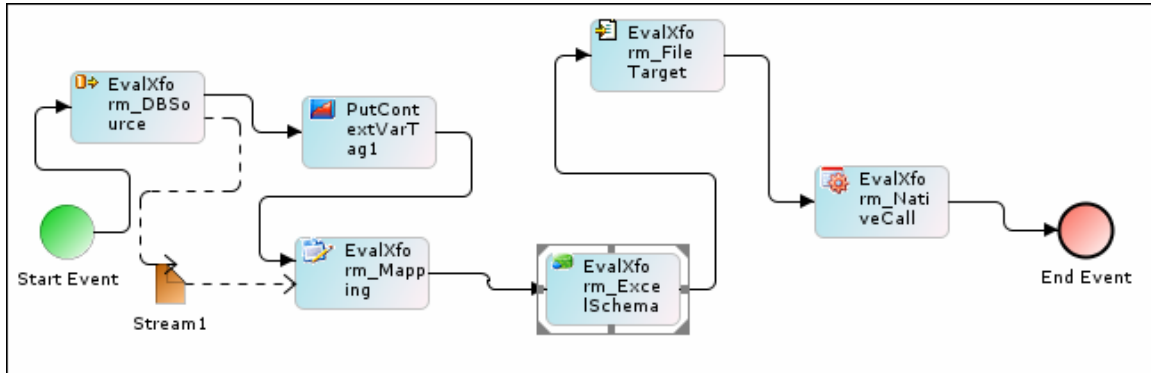 EvalXfo
rm_DBSo
urce
PutCont
extVarT
ag1
Start Event
Stream1
EvalXfo
rm_Mapp
ing
EvalXfo
rm_Exce
lSchema
EvalXfo
rm_File
Target
EvalXfo
rm_Nati
veCall
End Event